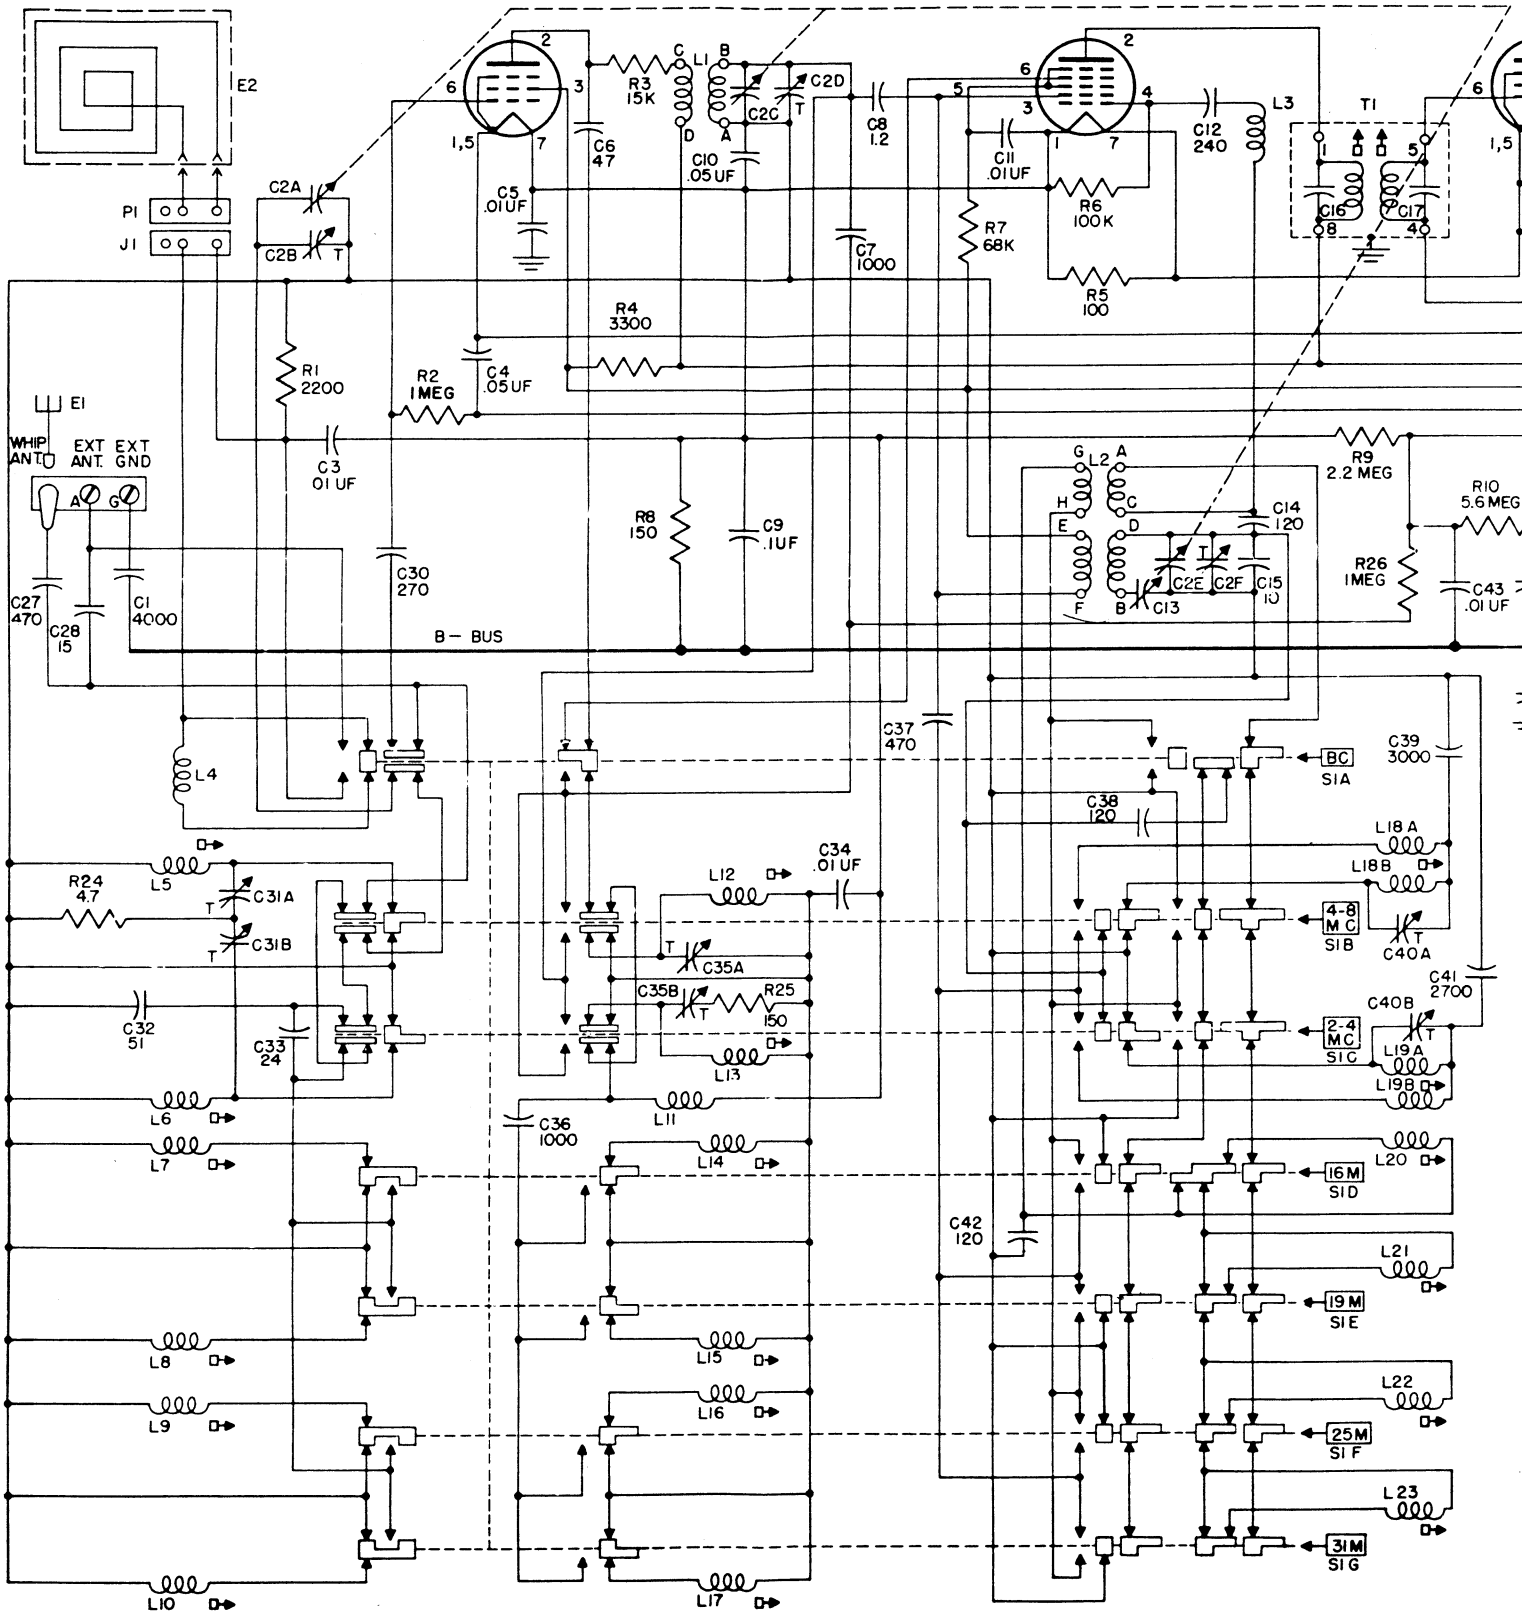 E2
P1
J1
C2A
C2B
T
2
6
3
1,5
7
C5
.01UF
C6
47
R3
15K
C
L1
B
D
A
C2C
C2D
T
C10
.05UF
C8
1.2
C7
1000
2
6
5
3
4
1
7
C11
.01UF
R6
100K
R7
68K
R5
100
C12
240
L3
T1
1
5
C16
C17
8
4
6
1,5
R4
3300
R1
2200
R2
1MEG
C4
.05UF
E1
WHIP
ANT.
EXT
ANT.
EXT
GND
A
G
C3
.01UF
C30
270
R8
150
C9
.1UF
G
L2
A
H
C
E
D
F
B
C13
C2E
T
C2F
C14
120
C15
10
R9
2.2 MEG
R10
5.6MEG
R26
1MEG
C43
.01UF
C27
470
C28
15
C1
4000
B- BUS
L4
C37
470
BC
S1A
C39
3000
C38
120
L18A
L18B
L5
R24
4.7
T
C31A
T
C31B
L12
C34
.01UF
T
C35A
4-8
MC
S1B
T
C40A
C41
2700
C32
51
C33
24
C35B
T
R25
150
L13
2-4
MC
S1C
C40B
T
L19A
L19B
L6
L11
C36
1000
L7
L14
16M
S1D
L20
C42
120
L21
19M
S1E
L8
L15
L22
L9
L16
25M
S1F
L23
31M
S1G
L10
L17